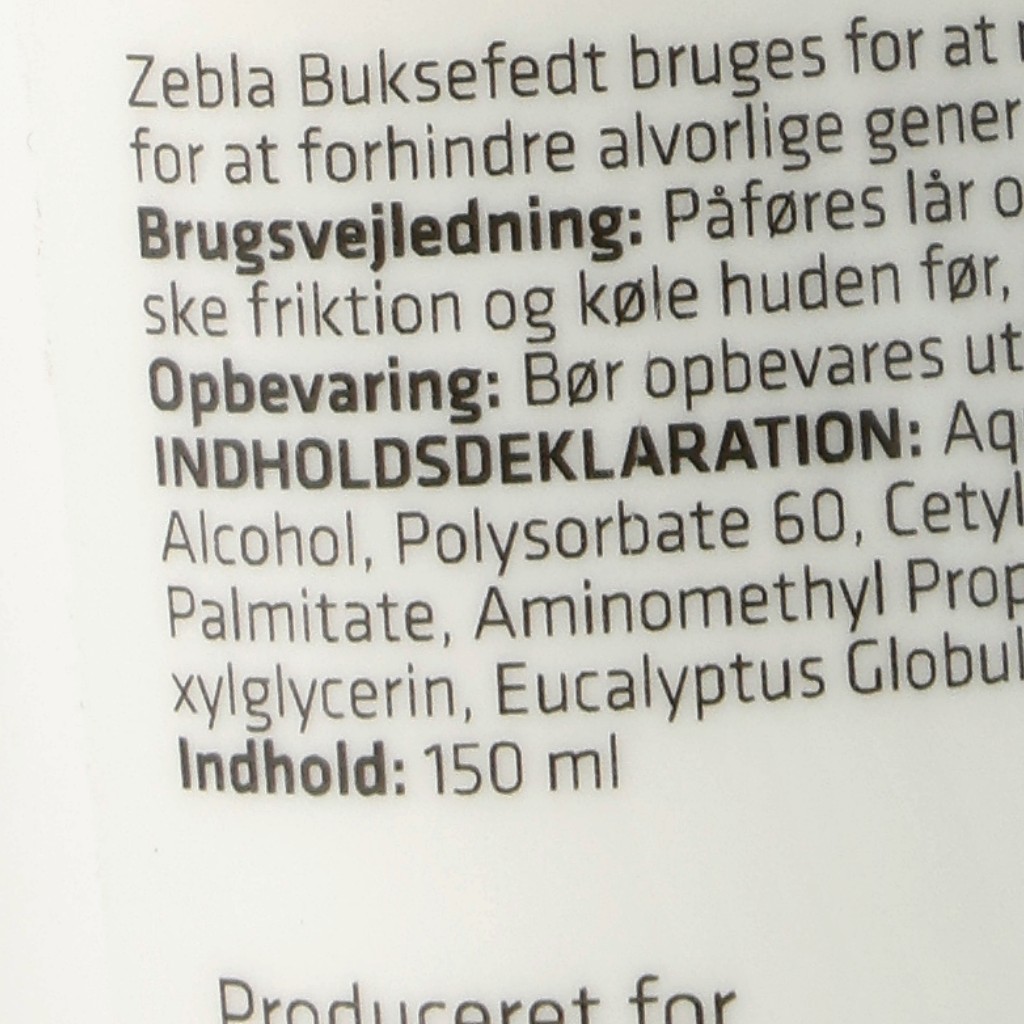 Zebla Buksefedt bruges for at
for at forhindre alvorlige gener
Brugsvejledning: Påføres lår
ske friktion og køle huden før,
Opbevaring: Bør opbevares ut
INDHOLDSDEKLARATION: Aq
Alcohol, Polysorbate 60, Cetyl
Palmitate, Aminomethyl Prop
xylglycerin, Eucalyptus Globul
Indhold: 150 ml
Produceret for